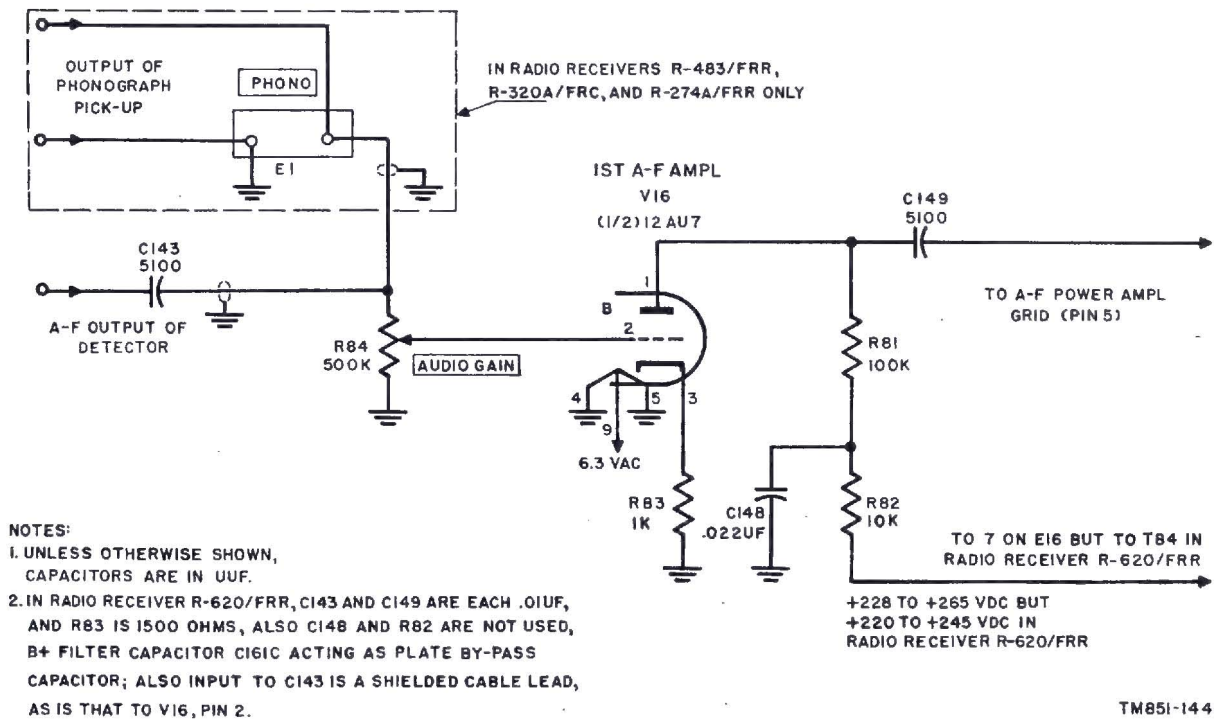 OUTPUT OF
PHONOGRAPH
PICK-UP
PHONO
E1
IN RADIO RECEIVERS R-483/FRR,
R-320A/FRC, AND R-274A/FRR ONLY
1ST A-F AMPL
V16
(1/2) 12 AU7
C149
5100
C143
5100
1
B
2
TO A-F POWER AMPL
GRID (PIN 5)
A-F OUTPUT OF
DETECTOR
R84
500K
AUDIO GAIN
R81
100K
4
5
3
9
6.3 VAC
R83
1K
C148
.022UF
R82
10K
TO 7 ON E16 BUT TO T84 IN
RADIO RECEIVER R-620/FRR
+228 TO +265 VDC BUT
+220 TO +245 VDC IN
RADIO RECEIVER R-620/FRR
NOTES:
1. UNLESS OTHERWISE SHOWN,
CAPACITORS ARE IN UUF.
2. IN RADIO RECEIVER R-620/FRR, C143 AND C149 ARE EACH .01UF,
AND R83 IS 1500 OHMS, ALSO C148 AND R82 ARE NOT USED,
B+ FILTER CAPACITOR C161C ACTING AS PLATE BY-PASS
CAPACITOR; ALSO INPUT TO C143 IS A SHIELDED CABLE LEAD,
AS IS THAT TO V16, PIN 2.
TM851-144